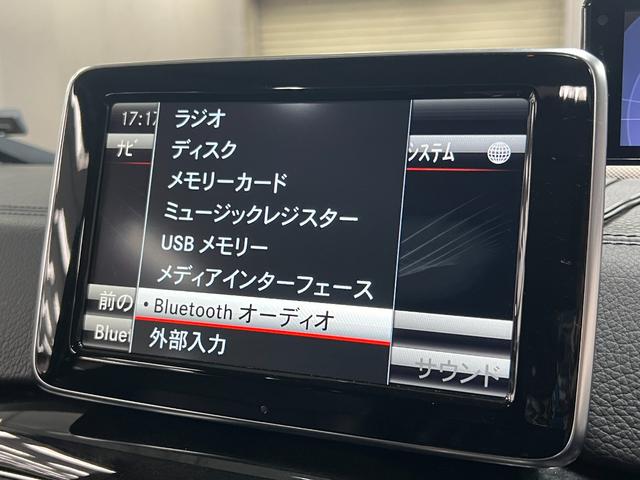 17:17
ナビ
システム
ラジオ
ディスク
メモリーカード
ミュージックレジスター
USB メモリー
メディアインターフェース
• Bluetooth オーディオ
外部入力
前の
Bluet
サウンド